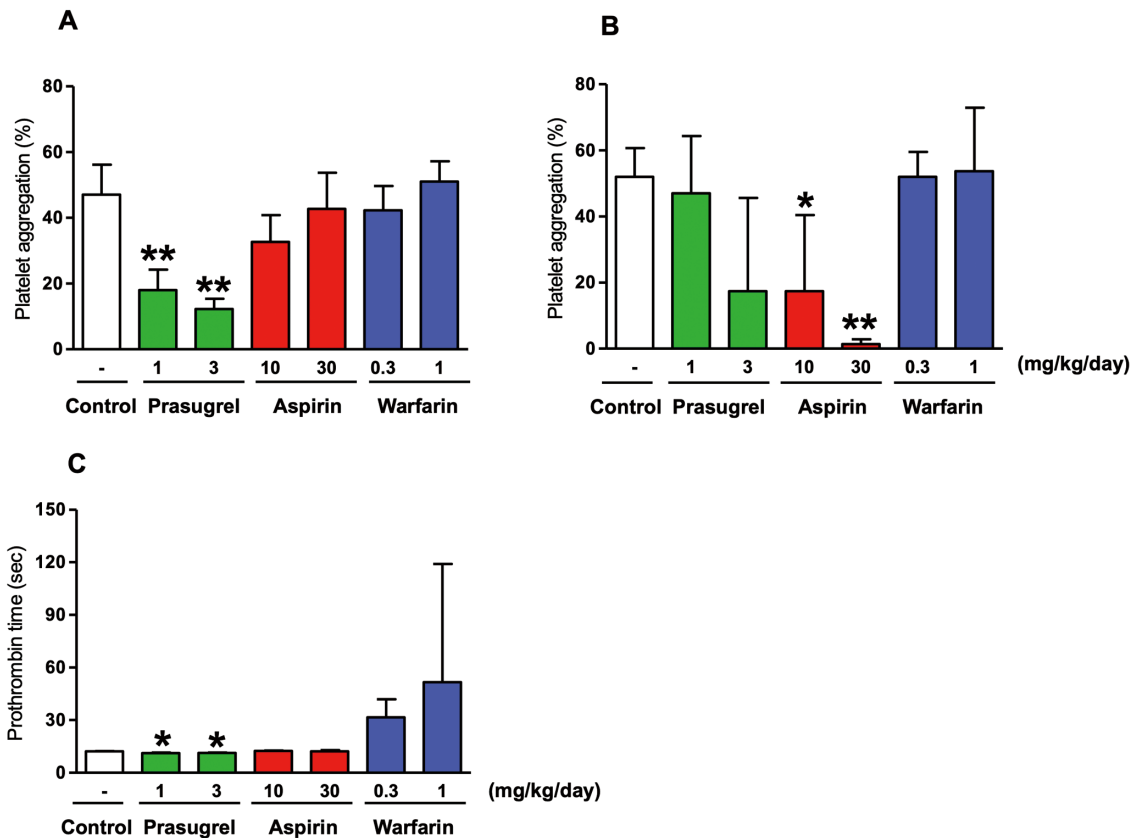 A
Platelet aggregation (%)
80
60
40
20
0
**
**
- 1 3 10 30 0.3 1
Control Prasugrel Aspirin Warfarin
B
Platelet aggregation (%)
80
60
40
20
0
*
**
- 1 3 10 30 0.3 1 (mg/kg/day)
Control Prasugrel Aspirin Warfarin
C
Prothrombin time (sec)
150
120
90
60
30
0
* *
- 1 3 10 30 0.3 1 (mg/kg/day)
Control Prasugrel Aspirin Warfarin